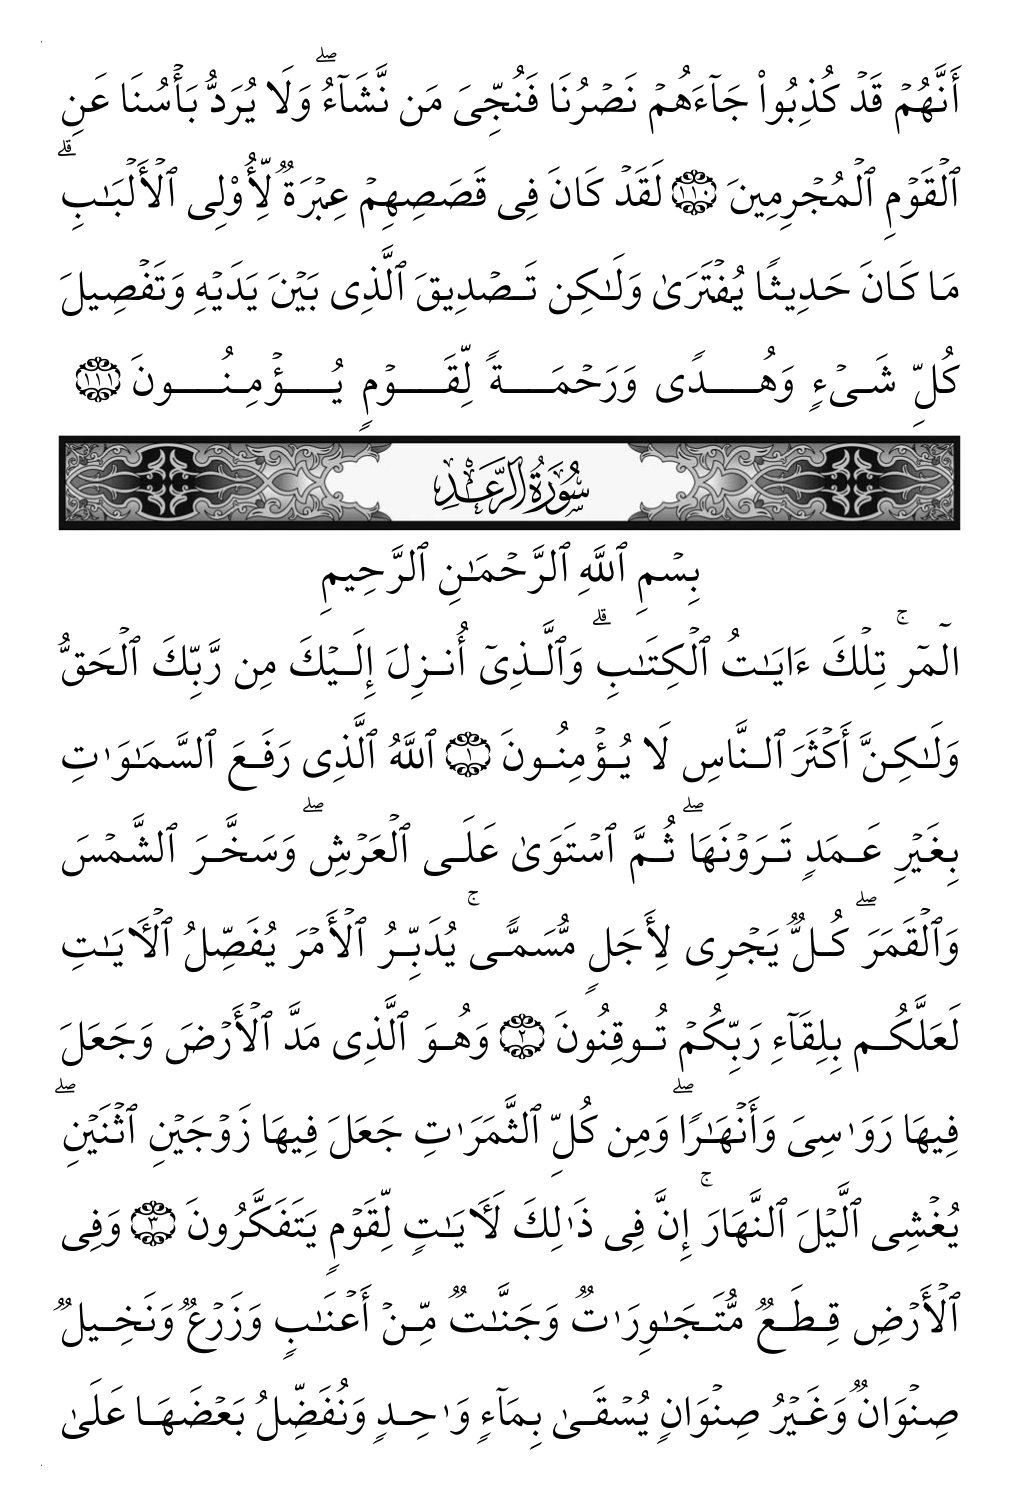 أَنَّهُمۡ قَدۡ كُذِبُواْ جَآءَهُمۡ نَصۡرُنَا فَنُجِّىَ مَن نَّشَآءُۖ وَلَا يُرَدُّ بَأۡسُنَا عَنِ
ٱلۡقَوۡمِ ٱلۡمُجۡرِمِينَ ١١٠ لَقَدۡ كَانَ فِى قَصَصِهِمۡ عِبۡرَةٌ لِّأُوْلِى ٱلۡأَلۡبَـٰبِۗ
مَا كَانَ حَدِيثًا يُفۡتَرَىٰ وَلَـٰكِن تَصۡدِيقَ ٱلَّذِى بَيۡنَ يَدَيۡهِ وَتَفۡصِيلَ
كُلِّ شَىۡءٍ وَهُدًى وَرَحۡمَةً لِّقَوۡمٍ يُؤۡمِنُونَ ١١١
سُورَةُ الرَّعۡدِ
بِسۡمِ ٱللَّهِ ٱلرَّحۡمَـٰنِ ٱلرَّحِيمِ
الٓمٓرۚ تِلۡكَ ءَايَـٰتُ ٱلۡكِتَـٰبِۗ وَٱلَّذِىٓ أُنزِلَ إِلَيۡكَ مِن رَّبِّكَ ٱلۡحَقُّ
وَلَـٰكِنَّ أَكۡثَرَ ٱلنَّاسِ لَا يُؤۡمِنُونَ ١ ٱللَّهُ ٱلَّذِى رَفَعَ ٱلسَّمَـٰوَٰتِ
بِغَيۡرِ عَمَدٍ تَرَوۡنَهَاۖ ثُمَّ ٱسۡتَوَىٰ عَلَى ٱلۡعَرۡشِۖ وَسَخَّرَ ٱلشَّمۡسَ
وَٱلۡقَمَرَۖ كُلٌّ يَجۡرِى لِأَجَلٍ مُّسَمًّىۚ يُدَبِّرُ ٱلۡأَمۡرَ يُفَصِّلُ ٱلۡأٓيَـٰتِ
لَعَلَّكُم بِلِقَآءِ رَبِّكُمۡ تُوقِنُونَ ٢ وَهُوَ ٱلَّذِى مَدَّ ٱلۡأَرۡضَ وَجَعَلَ
فِيهَا رَوَٰسِىَ وَأَنۡهَـٰرًاۖ وَمِن كُلِّ ٱلثَّمَرَٰتِ جَعَلَ فِيهَا زَوۡجَيۡنِ ٱثۡنَيۡنِۖ
يُغۡشِى ٱلَّيۡلَ ٱلنَّهَارَۚ إِنَّ فِى ذَٰلِكَ لَأٓيَـٰتٍ لِّقَوۡمٍ يَتَفَكَّرُونَ ٣ وَفِى
ٱلۡأَرۡضِ قِطَعٌ مُّتَجَـٰوِرَٰتٌ وَجَنَّـٰتٌ مِّنۡ أَعۡنَـٰبٍ وَزَرۡعٌ وَنَخِيلٌ
صِنۡوَانٌ وَغَيۡرُ صِنۡوَانٍ يُسۡقَىٰ بِمَآءٍ وَٰحِدٍ وَنُفَضِّلُ بَعۡضَهَا عَلَىٰ